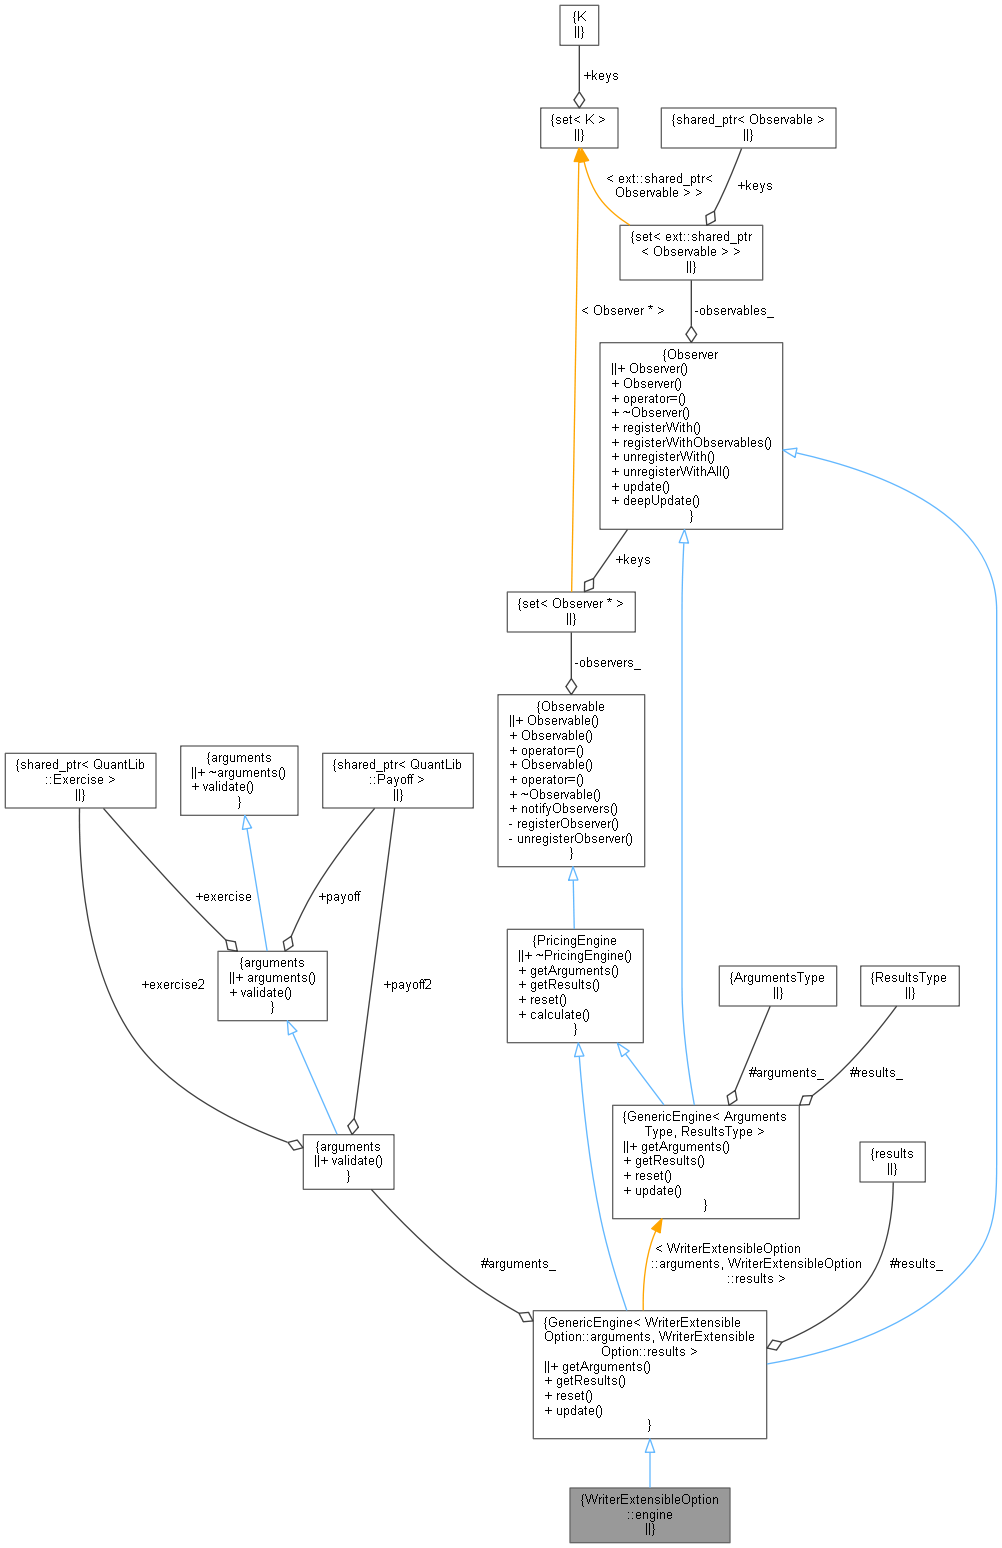 {K
||}
+keys
{set< K >
||}
{shared_ptr< Observable >
||}
< ext::shared_ptr<
Observable > >
+keys
{set< ext::shared_ptr
< Observable > >
||}
< Observer * >
-observables_
{Observer
||+ Observer()
+ Observer()
+ operator=()
+ ~Observer()
+ registerWith()
+ registerWithObservables()
+ unregisterWith()
+ unregisterWithAll()
+ update()
+ deepUpdate()
}
+keys
{set< Observer * >
||}
-observers_
{Observable
||+ Observable()
+ Observable()
+ operator=()
+ Observable()
+ operator=()
+ ~Observable()
+ notifyObservers()
- registerObserver()
- unregisterObserver()
}
{shared_ptr< QuantLib
::Exercise >
||}
{arguments
||+ ~arguments()
+ validate()
}
{shared_ptr< QuantLib
::Payoff >
||}
+exercise
+payoff
{arguments
||+ arguments()
+ validate()
}
+exercise2
+payoff2
{PricingEngine
||+ ~PricingEngine()
+ getArguments()
+ getResults()
+ reset()
+ calculate()
}
{ArgumentsType
||}
{ResultsType
||}
#arguments_
#results_
{GenericEngine< Arguments
Type, ResultsType >
||+ getArguments()
+ getResults()
+ reset()
+ update()
}
{arguments
||+ validate()
}
{results
||}
#arguments_
< WriterExtensibleOption
::arguments, WriterExtensibleOption
::results >
#results_
{GenericEngine< WriterExtensible
Option::arguments, WriterExtensible
Option::results >
||+ getArguments()
+ getResults()
+ reset()
+ update()
}
{WriterExtensibleOption
::engine
||}